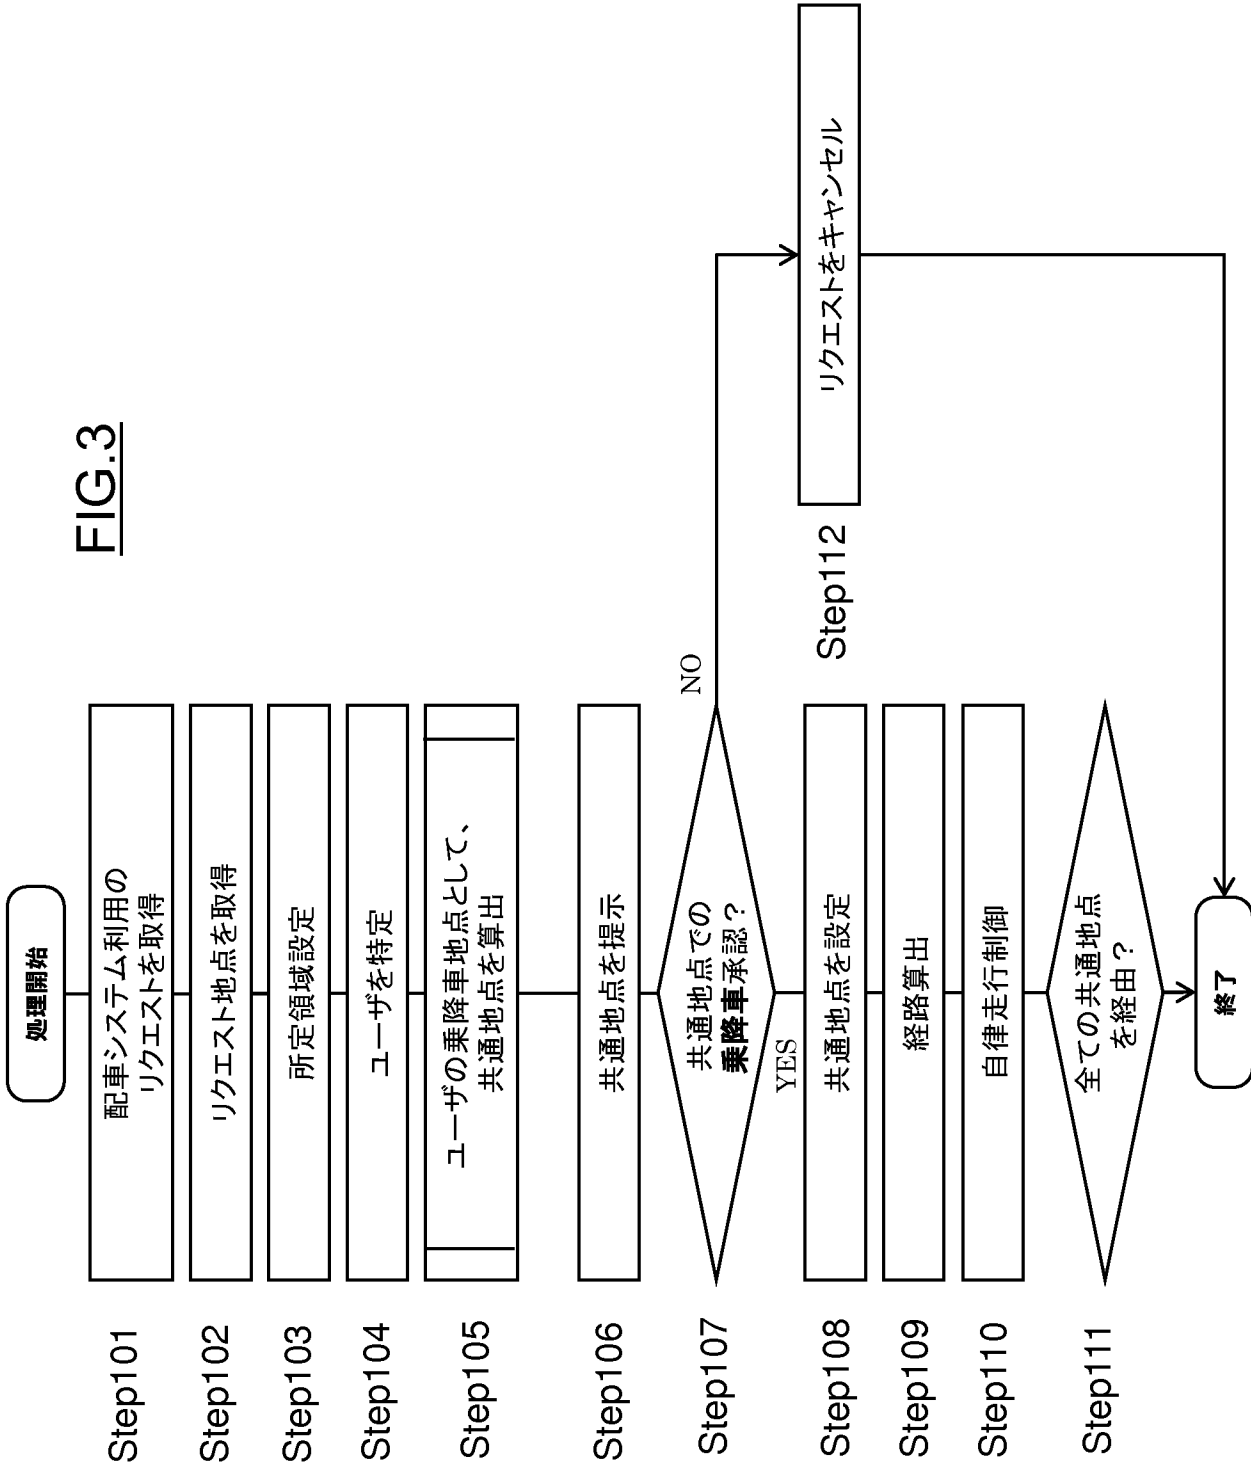 FIG.3
処理開始
Step101
配車システム利用の
リクエストを取得
Step102
リクエスト地点を取得
Step103
所定領域設定
Step104
ユーザを特定
Step105
ユーザの乗降車地点として、
共通地点を算出
Step106
共通地点を提示
Step107
共通地点での
乗降車承認？
NO
YES
Step108
共通地点を設定
Step112
リクエストをキャンセル
Step109
経路算出
Step110
自律走行制御
Step111
全ての共通地点
を経由？
終了